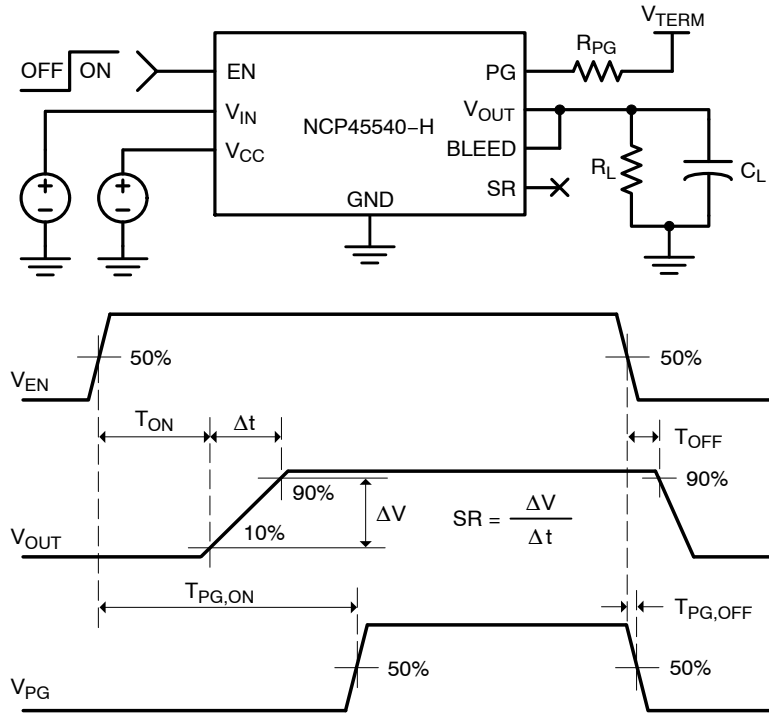 V_TERM
R_PG
OFF ON
EN
PG
V_IN
V_OUT
NCP45540−H
V_CC
BLEED
R_L
C_L
SR
GND
+
−
+
−
50%
50%
V_EN
T_ON
Δt
T_OFF
90%
ΔV
SR = ΔV
Δt
90%
10%
V_OUT
T_PG,ON
T_PG,OFF
50%
50%
V_PG